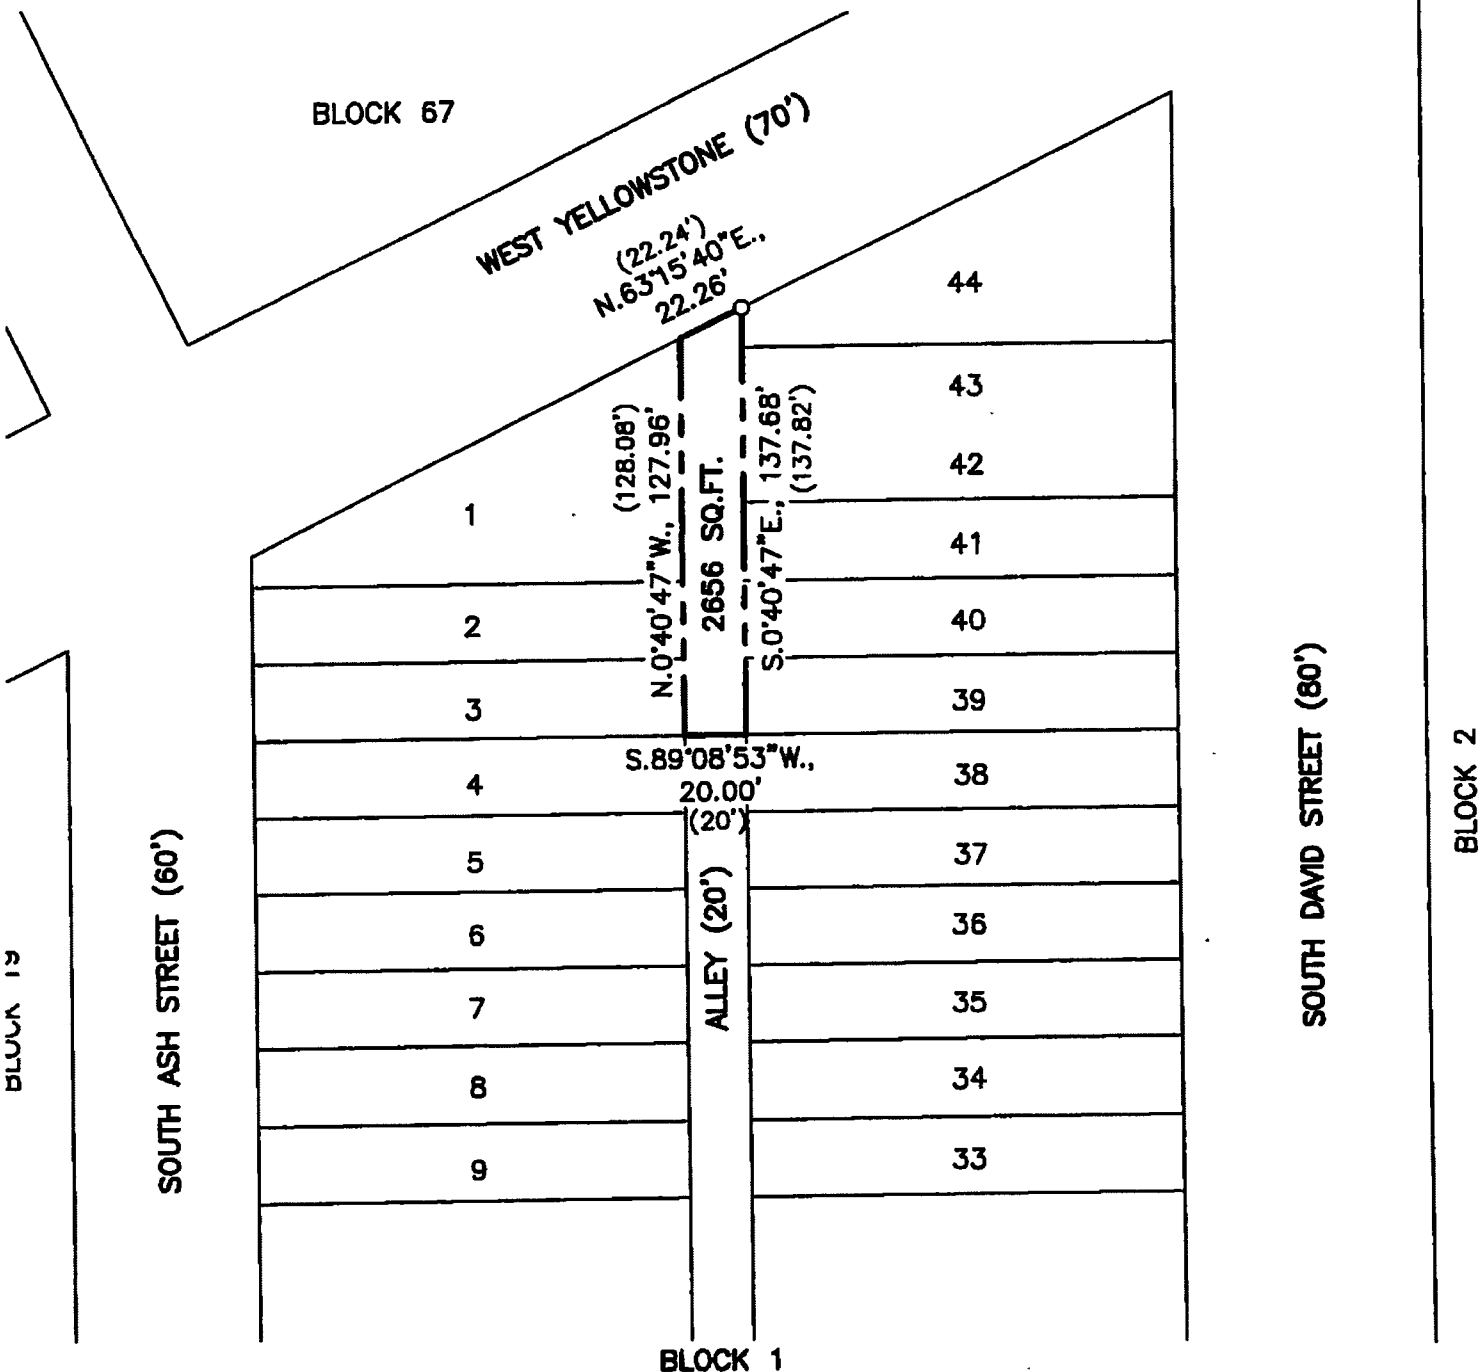 BLOCK 67
WEST YELLOWSTONE (70')
(22.24')
N.63°15'40"E.,
22.26'
44
43
42
41
40
39
38
37
36
35
34
33
(128.08')
N.0°40'47"W., 127.96'
2656 SQ.FT.
S.0°40'47"E., 137.68'
(137.82')
1
2
3
4
5
6
7
8
9
S.89°08'53"W.,
20.00'
(20')
ALLEY (20')
SOUTH ASH STREET (60')
SOUTH DAVID STREET (80')
BLOCK 2
BLOCK 19
BLOCK 1